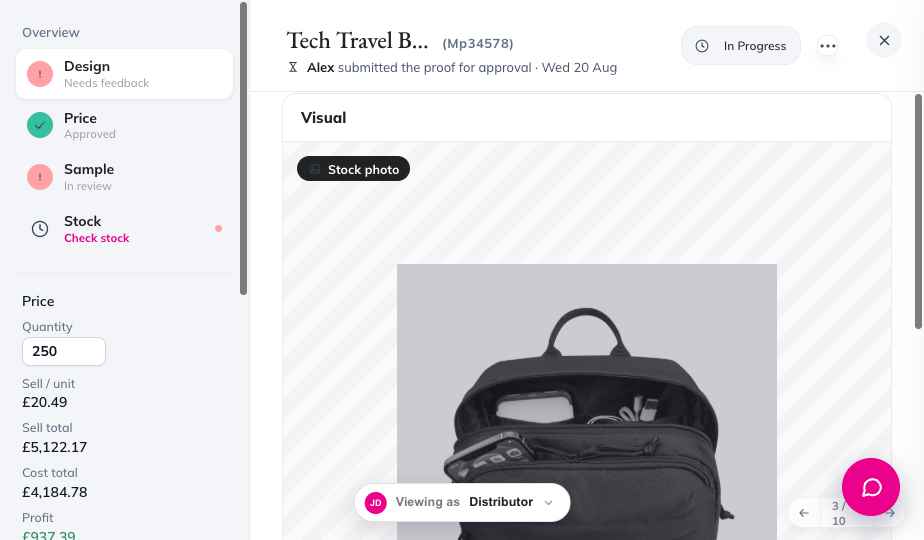 Overview
Design
Needs feedback
Price
Approved
Sample
In review
Stock
Check stock
Price
Quantity
250
Sell / unit
£20.49
Sell total
£5,122.17
Cost total
£4,184.78
Profit
£937.39
Tech Travel B... (Mp34578)
Alex submitted the proof for approval · Wed 20 Aug
In Progress
Visual
Stock photo
JD Viewing as Distributor
3 /
10